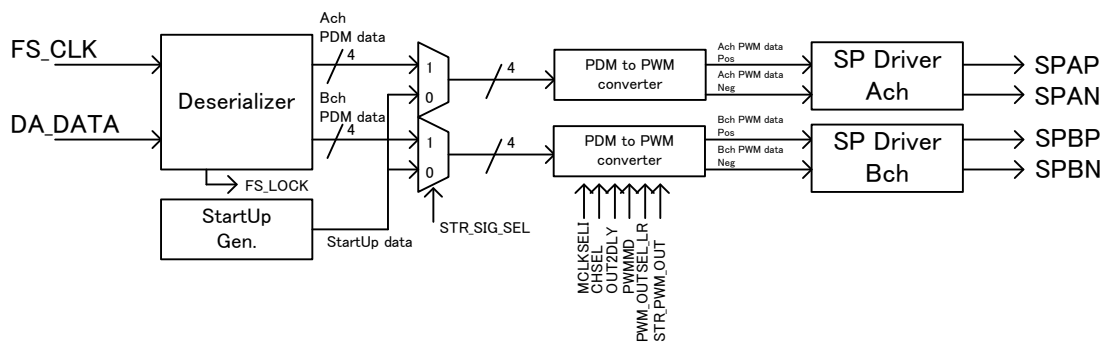 FS_CLK
DA_DATA
Deserializer
FS_LOCK
StartUp
Gen.
StartUp data
Ach
PDM data
4
Bch
PDM data
4
1
0
1
0
STR_SIG_SEL
4
4
PDM to PWM
converter
PDM to PWM
converter
MCLKSELI
CHSEL
OUT2DLY
PWMMD
PWM_OUTSEL_LR
STR_PWM_OUT
Ach PWM data
Pos
Ach PWM data
Neg
Bch PWM data
Pos
Bch PWM data
Neg
SP Driver
Ach
SP Driver
Bch
SPAP
SPAN
SPBP
SPBN